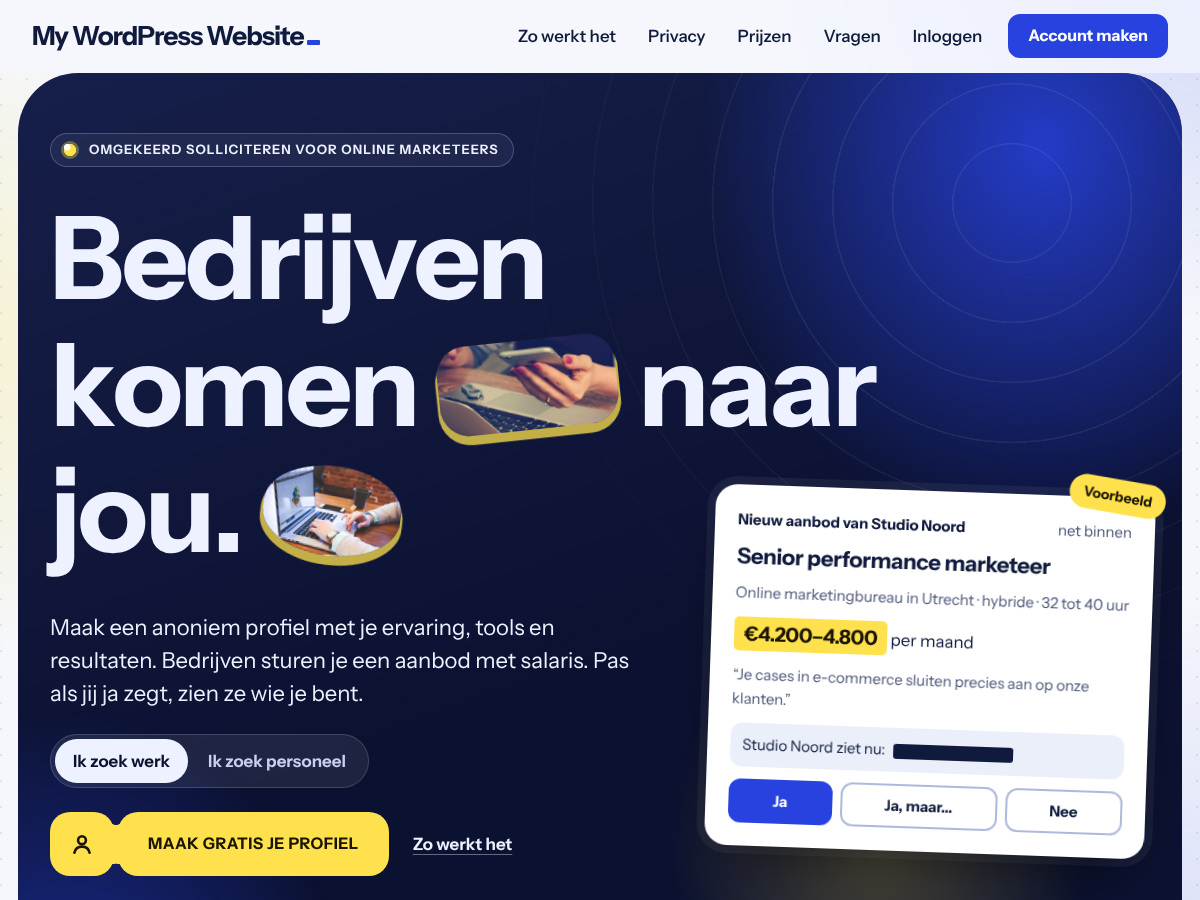 My WordPress Website
Zo werkt het
Privacy
Prijzen
Vragen
Inloggen
Account maken
OMGEKEERD SOLLICITEREN VOOR ONLINE MARKETEERS
Bedrijven
komen naar
jou.
Maak een anoniem profiel met je ervaring, tools en
resultaten. Bedrijven sturen je een aanbod met salaris. Pas
als jij ja zegt, zien ze wie je bent.
Ik zoek werk
Ik zoek personeel
MAAK GRATIS JE PROFIEL
Zo werkt het
Voorbeeld
Nieuw aanbod van Studio Noord
net binnen
Senior performance marketeer
Online marketingbureau in Utrecht · hybride · 32 tot 40 uur
€4.200–4.800 per maand
“Je cases in e-commerce sluiten precies aan op onze
klanten.”
Studio Noord ziet nu:
Ja
Ja, maar...
Nee